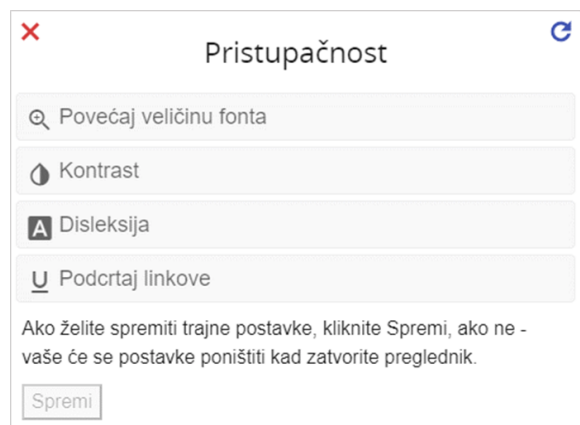 Pristupačnost
Povećaj veličinu fonta
Kontrast
A Disleksija
U Podcrtaj linkove
Ako želite spremiti trajne postavke, kliknite Spremi, ako ne -
vaše će se postavke poništiti kad zatvorite preglednik.
Spremi